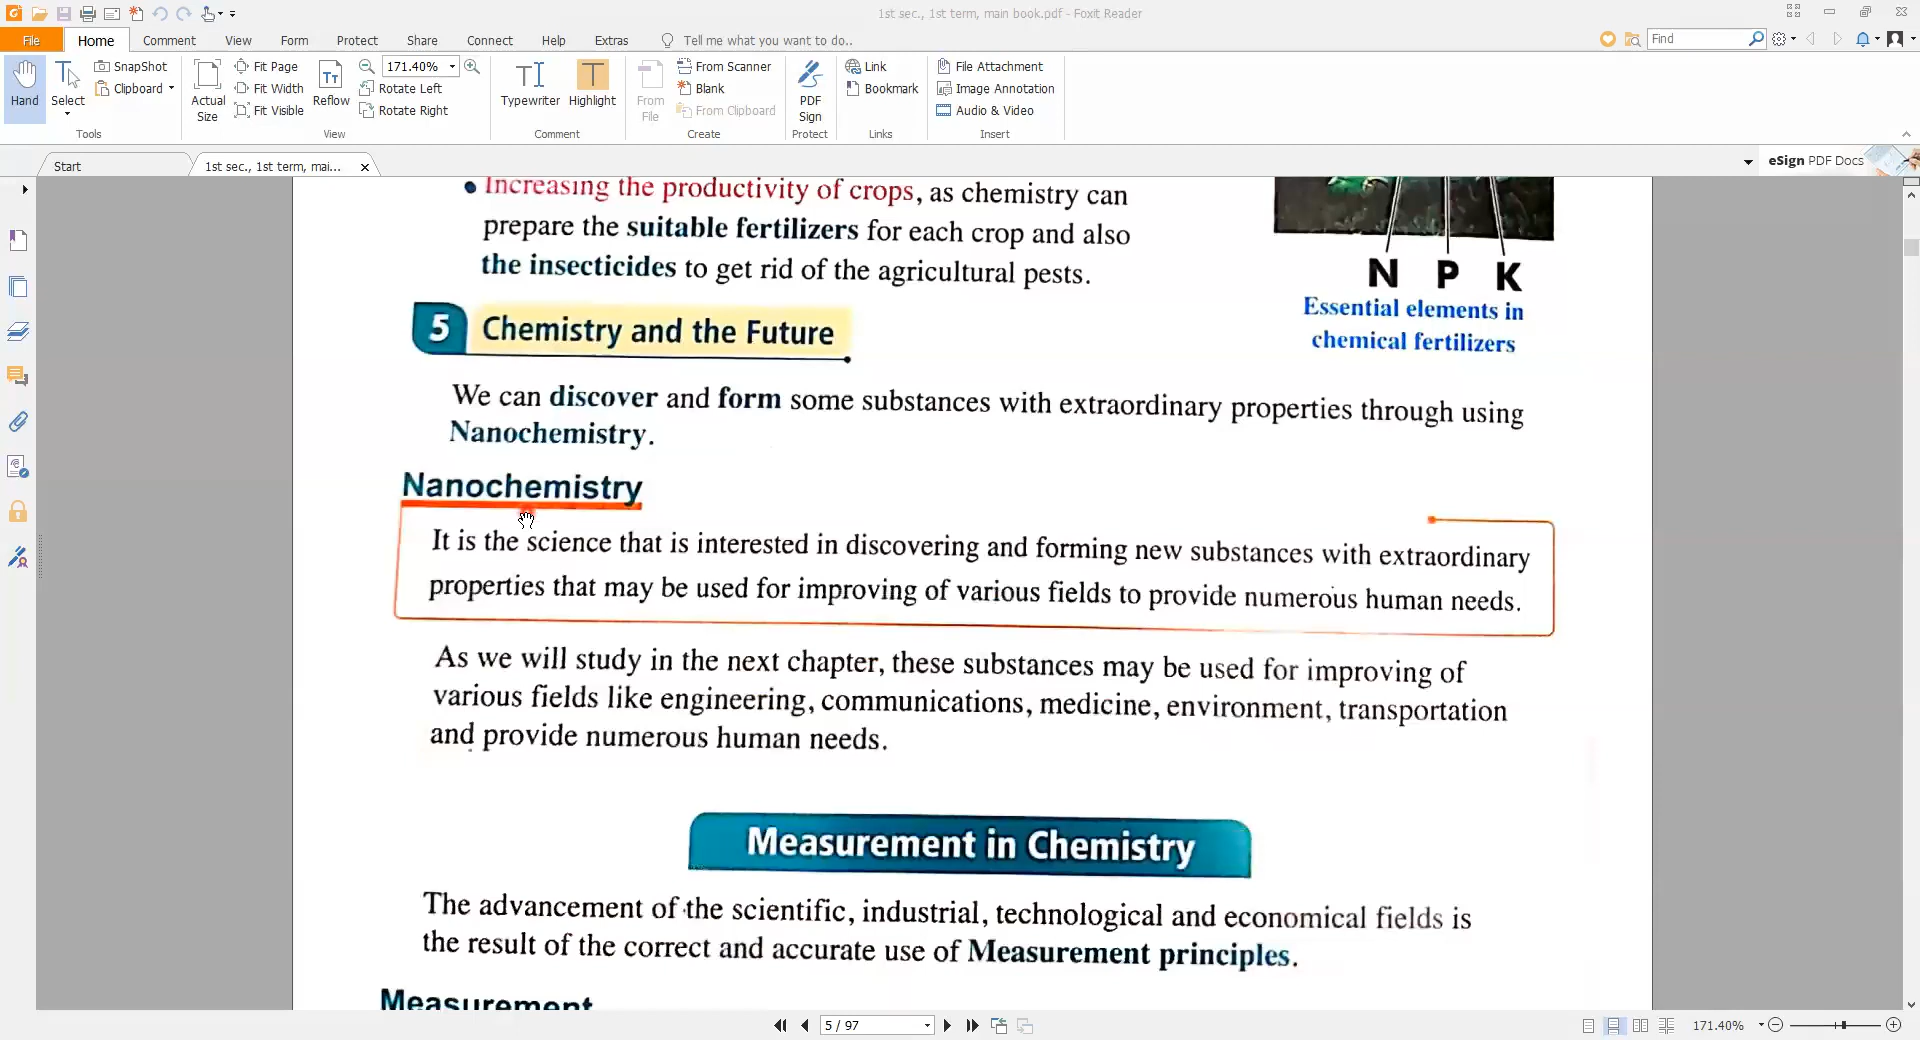 1st sec., 1st term, main book.pdf - Foxit Reader
File Home Comment View Form Protect Share Connect Help Extras Tell me what you want to do.. Find
Hand
Select
SnapShot
Clipboard
Tools
Actual Size
Fit Page
Fit Width
Fit Visible
Reflow
171.40%
Rotate Left
Rotate Right
View
Typewriter
Highlight
Comment
From File
From Scanner
Blank
From Clipboard
Create
PDF Sign
Protect
Link
Bookmark
Links
File Attachment
Image Annotation
Audio & Video
Insert
Start
1st sec., 1st term, mai...
eSign PDF Docs
• Increasing the productivity of crops, as chemistry can
prepare the suitable fertilizers for each crop and also
the insecticides to get rid of the agricultural pests.
N P K
Essential elements in
chemical fertilizers
5 Chemistry and the Future
We can discover and form some substances with extraordinary properties through using
Nanochemistry.
Nanochemistry
It is the science that is interested in discovering and forming new substances with extraordinary
properties that may be used for improving of various fields to provide numerous human needs.
As we will study in the next chapter, these substances may be used for improving of
various fields like engineering, communications, medicine, environment, transportation
and provide numerous human needs.
Measurement in Chemistry
The advancement of the scientific, industrial, technological and economical fields is
the result of the correct and accurate use of Measurement principles.
Measurement
5 / 97
171.40%